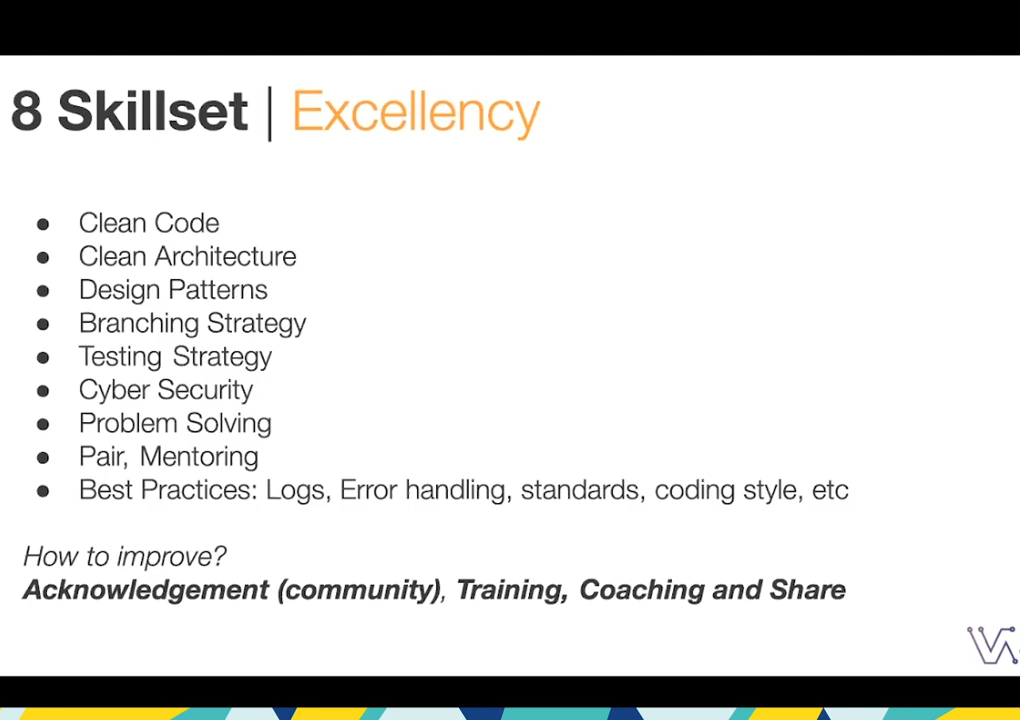 8 Skillset | Excellency
● Clean Code
● Clean Architecture
● Design Patterns
● Branching Strategy
● Testing Strategy
● Cyber Security
● Problem Solving
● Pair, Mentoring
● Best Practices: Logs, Error handling, standards, coding style, etc
How to improve?
Acknowledgement (community), Training, Coaching and Share